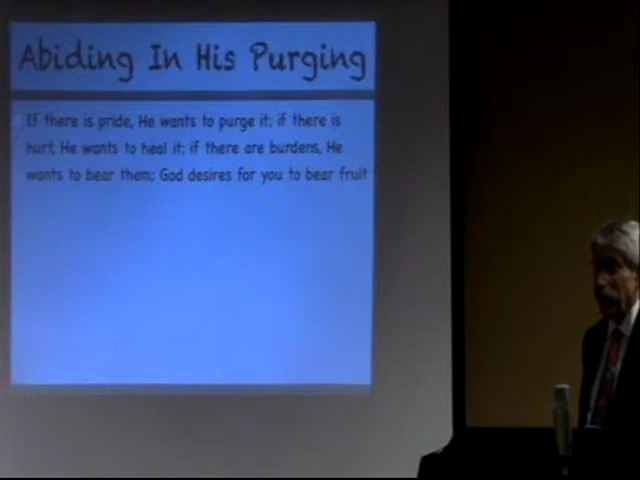 Abiding In His Purging
If there is pride, He wants to purge it; if there is
hurt, He wants to heal it; if there are burdens, He
wants to bear them; God desires for you to bear fruit